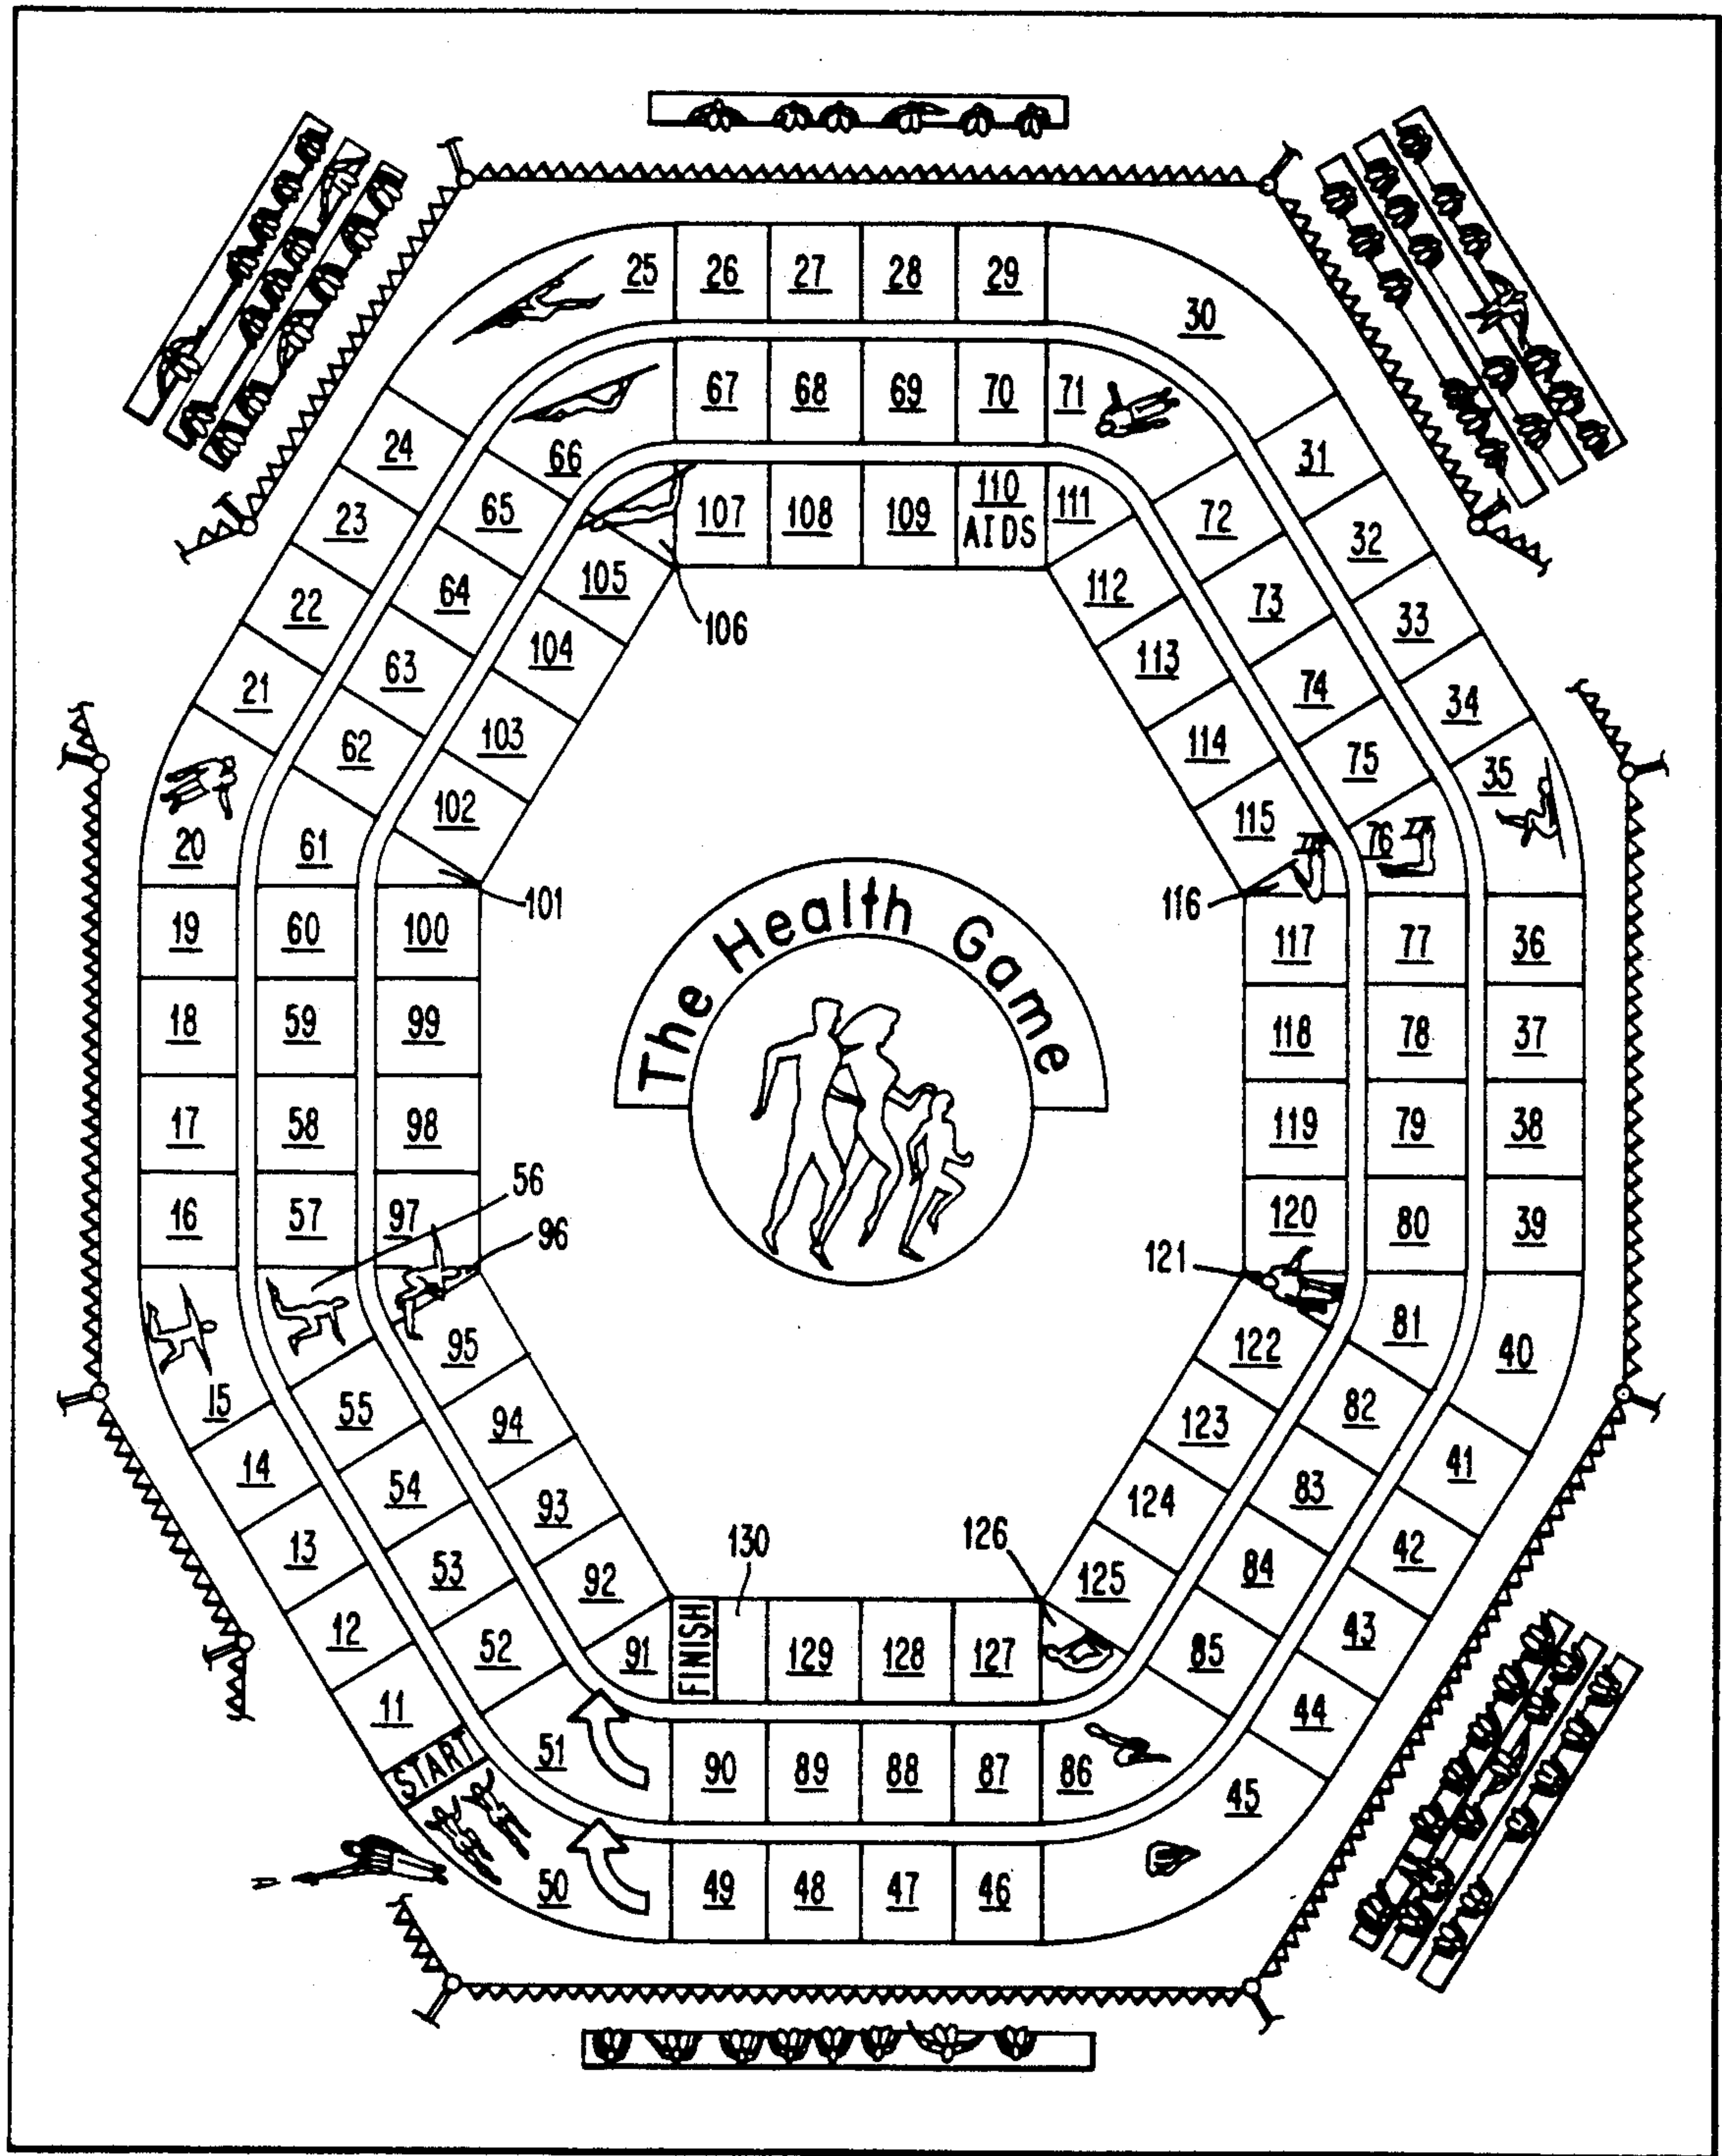 25 26 27 28 29 30
24 66 67 68 69 70 71 31
23 65 107 108 109 110 111 72 32
AIDS
22 64 105 106 112 73 33
21 63 104 113 74 34
62 103 114 75 35
20 61 102 115 76
101 116
19 60 100 117 77 36
The Health Game
18 59 99 118 78 37
17 58 98 119 79 38
56
16 57 97 96 121 120 80 39
15 95 122 81 40
14 55 94 123 82 41
13 54 93 124 83 42
12 53 92 130 126 125 84 43
11 52 91 FINISH 129 128 127 85 44
START 51 90 89 88 87 86 45
50 49 48 47 46